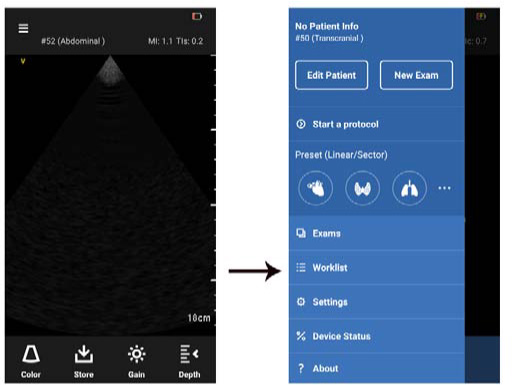 #52 (Abdominal )
MI: 1.1 TIs: 0.2
V
18cm
Color
Store
Gain
Depth
No Patient Info
#50 (Transcranial )
Edit Patient
New Exam
Start a protocol
Preset (Linear/Sector)
Exams
Worklist
Settings
Device Status
? About
: 0.7